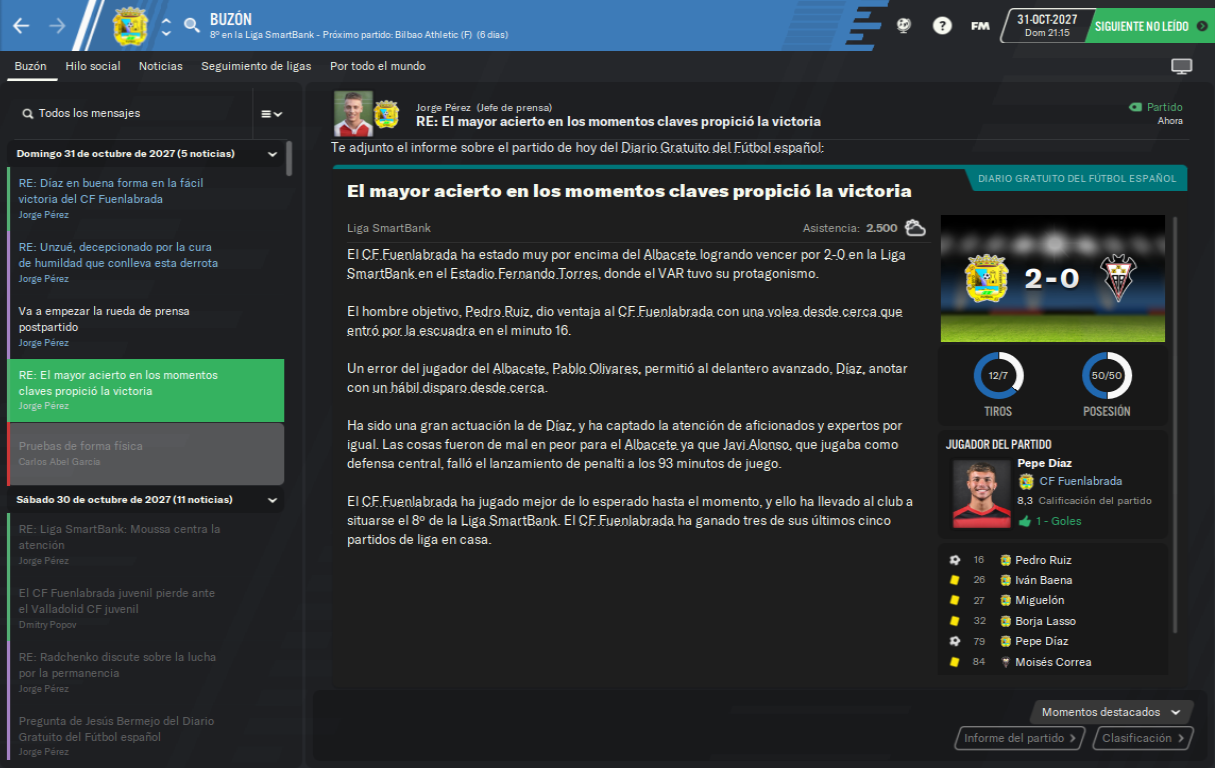 BUZÓN
8º en la Liga SmartBank - Próximo partido: Bilbao Athletic (F) (6 días)
?
FM
31-OCT-2027
Dom 21:15
SIGUIENTE NO LEÍDO
Buzón
Hilo social
Noticias
Seguimiento de ligas
Por todo el mundo
Todos los mensajes
Domingo 31 de octubre de 2027 (5 noticias)
RE: Díaz en buena forma en la fácil
victoria del CF Fuenlabrada
Jorge Pérez
RE: Unzué, decepcionado por la cura
de humildad que conlleva esta derrota
Jorge Pérez
Va a empezar la rueda de prensa
postpartido
Jorge Pérez
RE: El mayor acierto en los momentos
claves propició la victoria
Jorge Pérez
Pruebas de forma física
Carlos Abel García
Sábado 30 de octubre de 2027 (11 noticias)
RE: Liga SmartBank: Moussa centra la
atención
Jorge Pérez
El CF Fuenlabrada juvenil pierde ante
el Valladolid CF juvenil
Dmitry Popov
RE: Radchenko discute sobre la lucha
por la permanencia
Jorge Pérez
Pregunta de Jesús Bermejo del Diario
Gratuito del Fútbol español
Jorge Pérez
Jorge Pérez (Jefe de prensa)
RE: El mayor acierto en los momentos claves propició la victoria
Partido
Ahora
Te adjunto el informe sobre el partido de hoy del Diario Gratuito del Fútbol español:
El mayor acierto en los momentos claves propició la victoria
DIARIO GRATUITO DEL FÚTBOL ESPAÑOL
Liga SmartBank
Asistencia: 2.500
El CF Fuenlabrada ha estado muy por encima del Albacete logrando vencer por 2-0 en la Liga
SmartBank en el Estadio Fernando Torres, donde el VAR tuvo su protagonismo.
El hombre objetivo, Pedro Ruiz, dio ventaja al CF Fuenlabrada con una volea desde cerca que
entró por la escuadra en el minuto 16.
Un error del jugador del Albacete, Pablo Olivares, permitió al delantero avanzado, Díaz, anotar
con un hábil disparo desde cerca.
Ha sido una gran actuación la de Díaz, y ha captado la atención de aficionados y expertos por
igual. Las cosas fueron de mal en peor para el Albacete ya que Javi Alonso, que jugaba como
defensa central, falló el lanzamiento de penalti a los 93 minutos de juego.
El CF Fuenlabrada ha jugado mejor de lo esperado hasta el momento, y ello ha llevado al club a
situarse el 8º de la Liga SmartBank. El CF Fuenlabrada ha ganado tres de sus últimos cinco
partidos de liga en casa.
2-0
12/7
50/50
TIROS
POSESIÓN
JUGADOR DEL PARTIDO
Pepe Díaz
CF Fuenlabrada
8,3 Calificación del partido
1 - Goles
16 Pedro Ruiz
26 Iván Baena
27 Miguelón
32 Borja Lasso
79 Pepe Díaz
84 Moisés Correa
Momentos destacados
Informe del partido
Clasificación